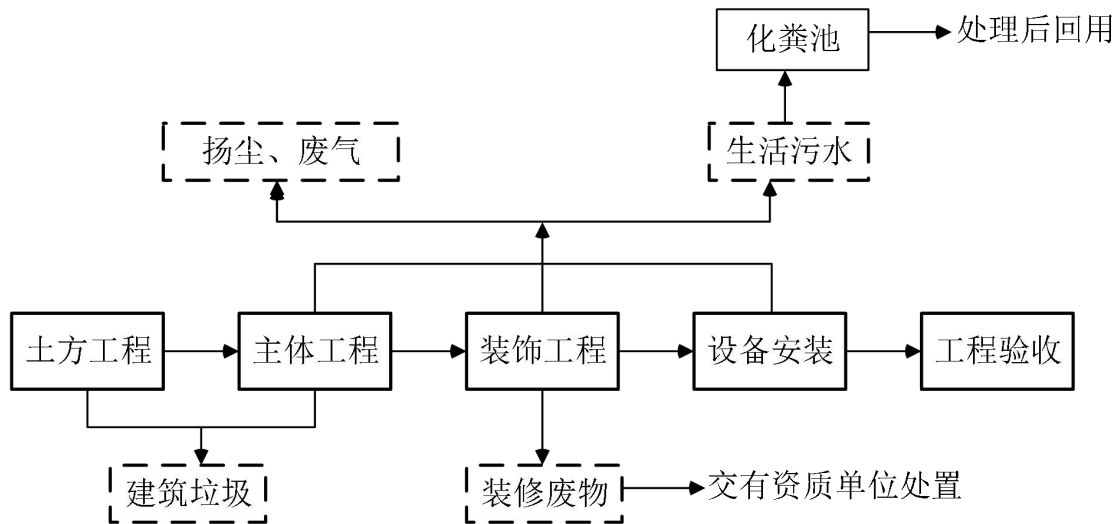 化粪池
处理后回用
扬尘、废气
生活污水
土方工程
主体工程
装饰工程
设备安装
工程验收
建筑垃圾
装修废物
交有资质单位处置